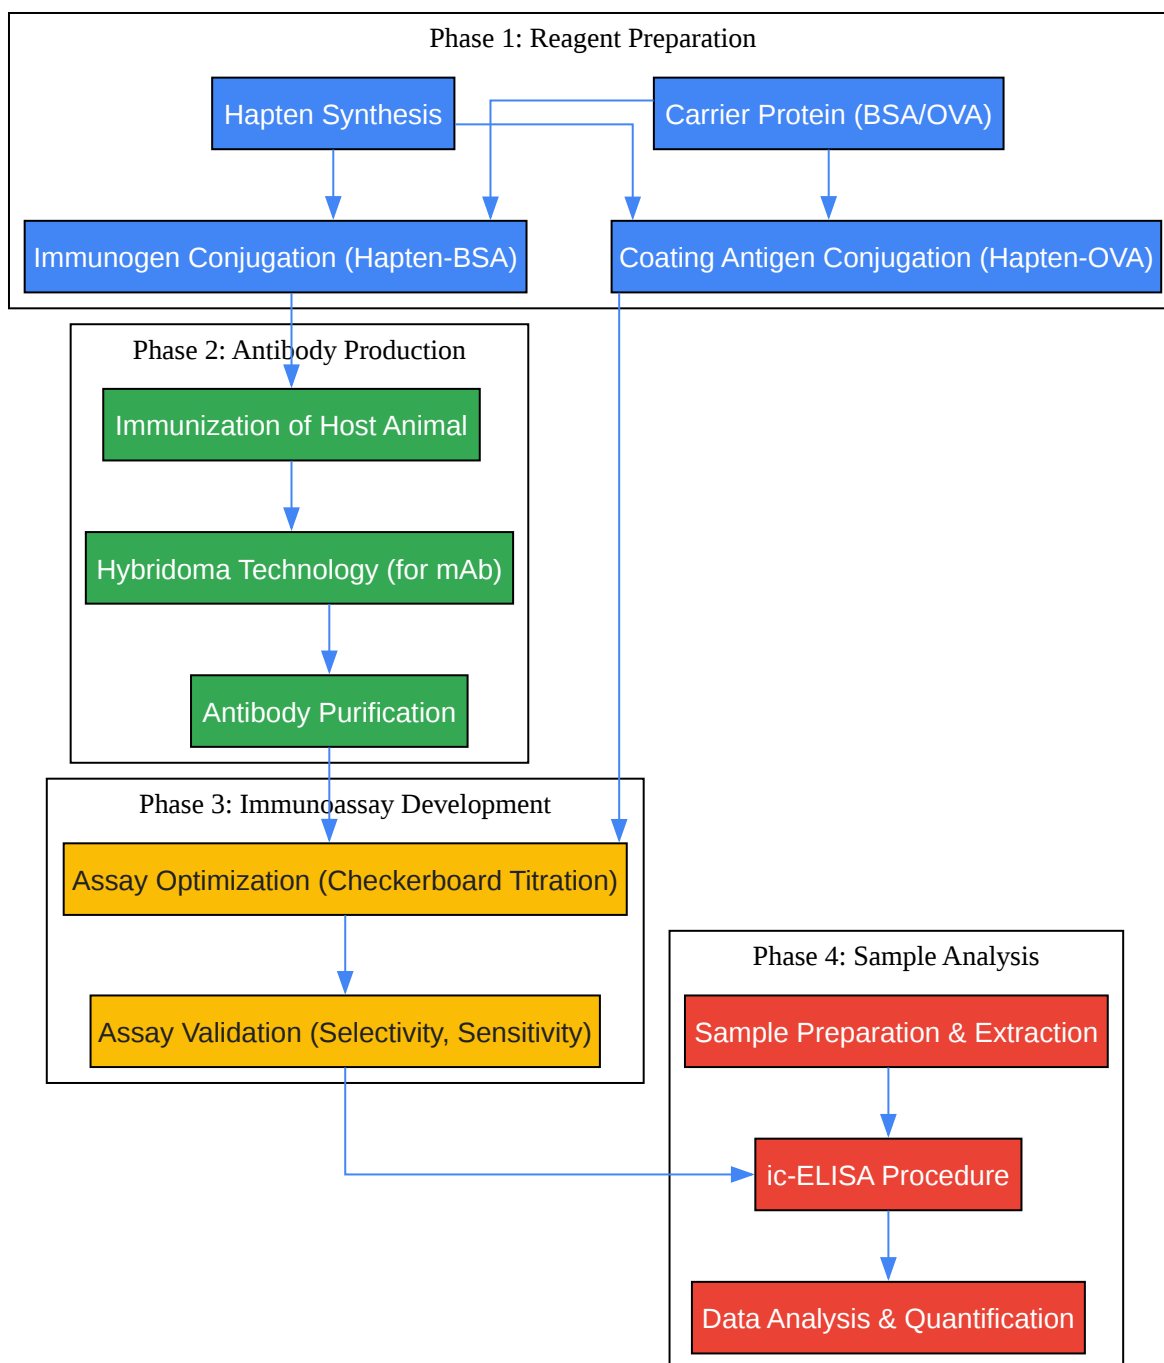 Phase 1: Reagent Preparation
Hapten Synthesis
Carrier Protein (BSA/OVA)
Immunogen Conjugation (Hapten-BSA)
Coating Antigen Conjugation (Hapten-OVA)
Phase 2: Antibody Production
Immunization of Host Animal
Hybridoma Technology (for mAb)
Antibody Purification
Phase 3: Immunoassay Development
Assay Optimization (Checkerboard Titration)
Assay Validation (Selectivity, Sensitivity)
Phase 4: Sample Analysis
Sample Preparation & Extraction
ic-ELISA Procedure
Data Analysis & Quantification